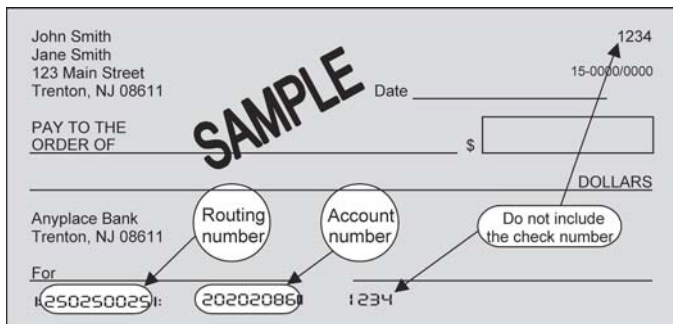 John Smith
1234
Jane Smith
123 Main Street
15-0000/0000
Trenton, NJ 08611
SAMPLE
Date
PAY TO THE
ORDER OF
$
DOLLARS
Anyplace Bank
Trenton, NJ 08611
Routing
number
Account
number
Do not include
the check number
For
⑆250250025⑆ 20202086⑈ 1234